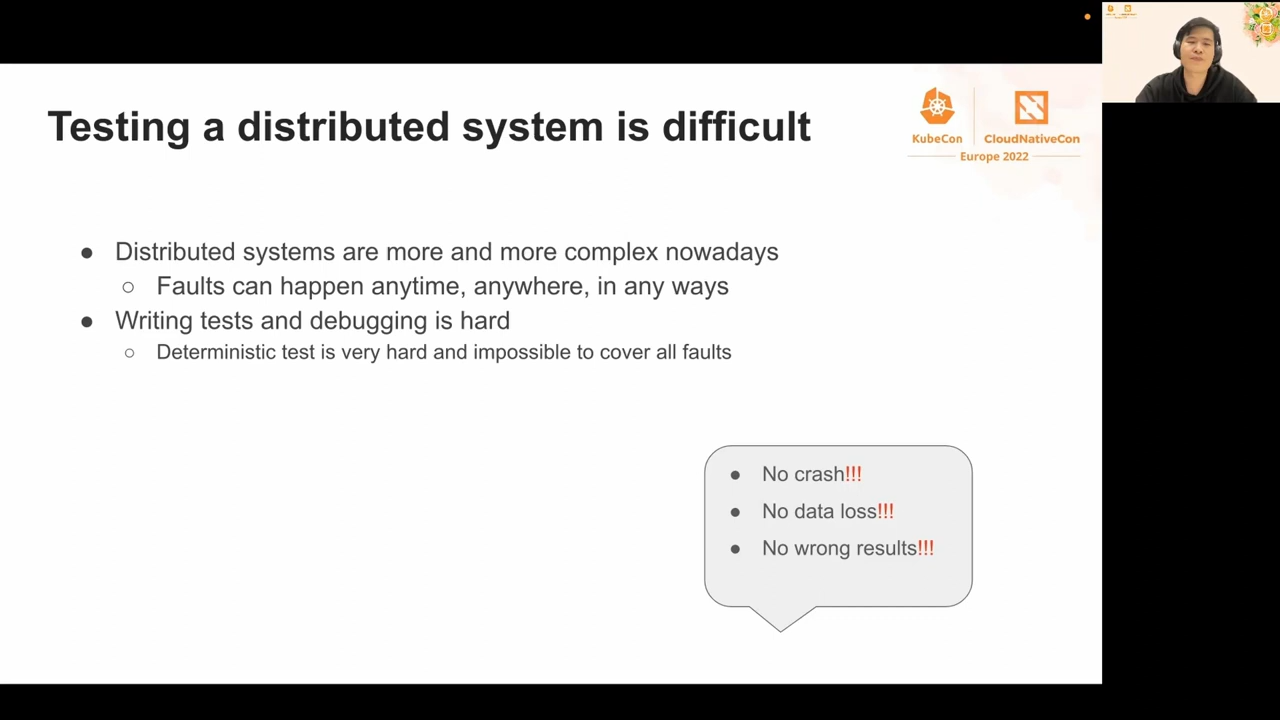 Testing a distributed system is difficult
KubeCon
CloudNativeCon
Europe 2022
● Distributed systems are more and more complex nowadays
○ Faults can happen anytime, anywhere, in any ways
● Writing tests and debugging is hard
○ Deterministic test is very hard and impossible to cover all faults
● No crash!!!
● No data loss!!!
● No wrong results!!!